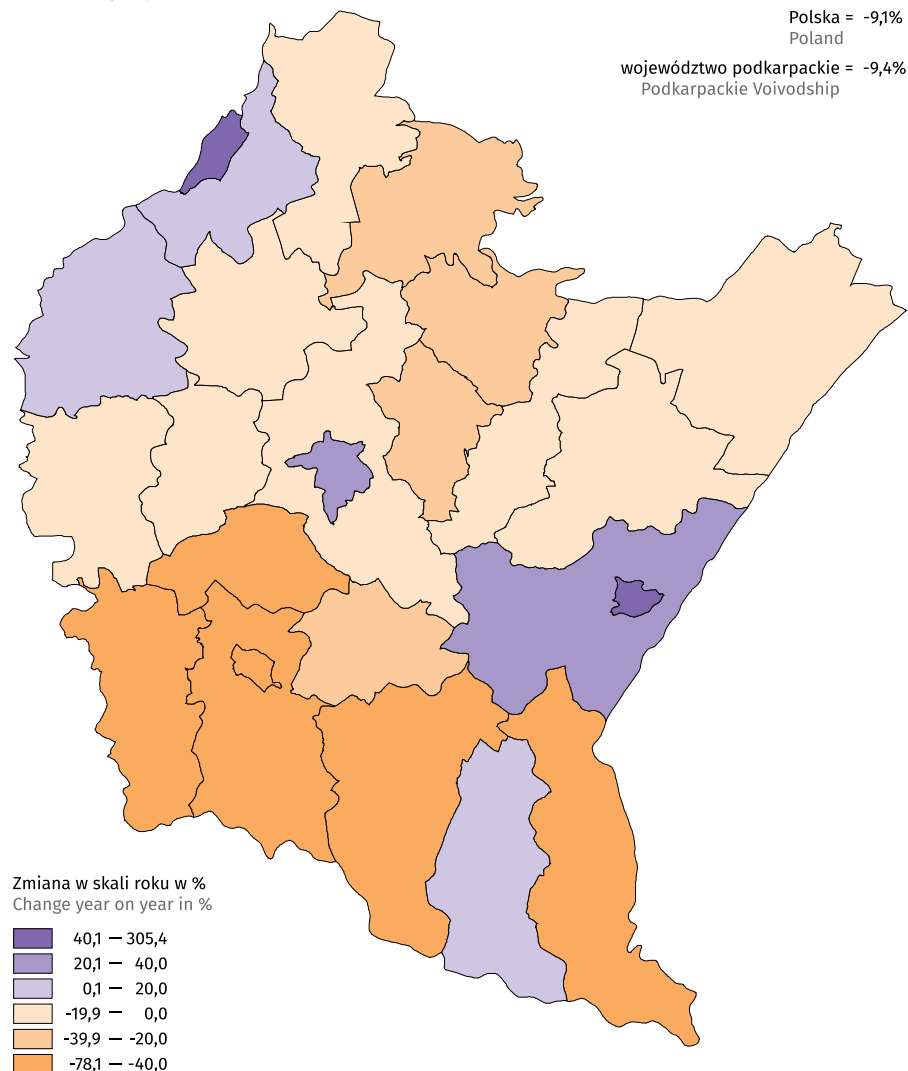 Polska = -9,1%
Poland
województwo podkarpackie = -9,4%
Podkarpackie Voivodship
Zmiana w skali roku w %
Change year on year in %
40,1 — 305,4
20,1 — 40,0
0,1 — 20,0
-19,9 — 0,0
-39,9 — -20,0
-78,1 — -40,0